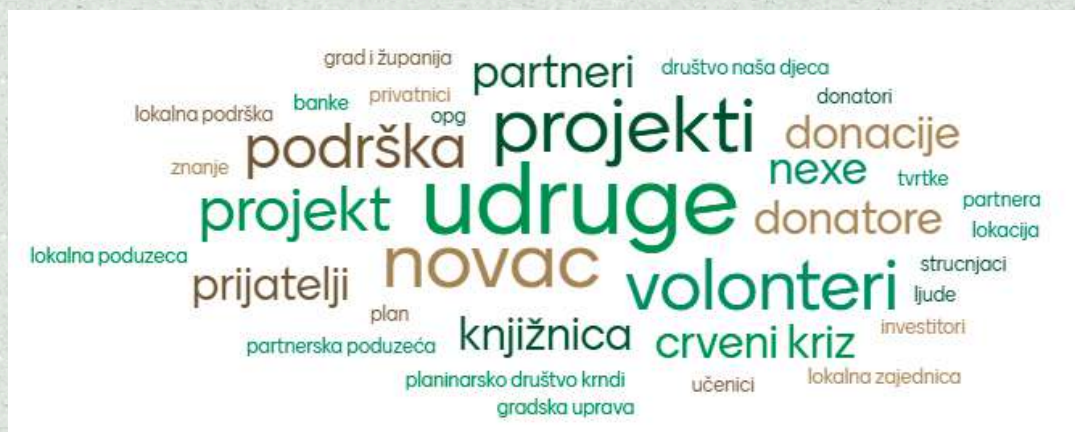 grad i županija
partneri
društvo naša djeca
lokalna podrška
banke
privatnici
opg
donatori
podrška
projekti
donacije
znanje
nexe
tvrtke
projekt
udruge
donatore
partnera
lokacija
lokalna poduzeca
prijatelji
novac
volonteri
strucnjaci
ljude
plan
knjižnica
crveni kriz
investitori
partnerska poduzeća
planinarsko društvo krndi
učenici
lokalna zajednica
gradska uprava